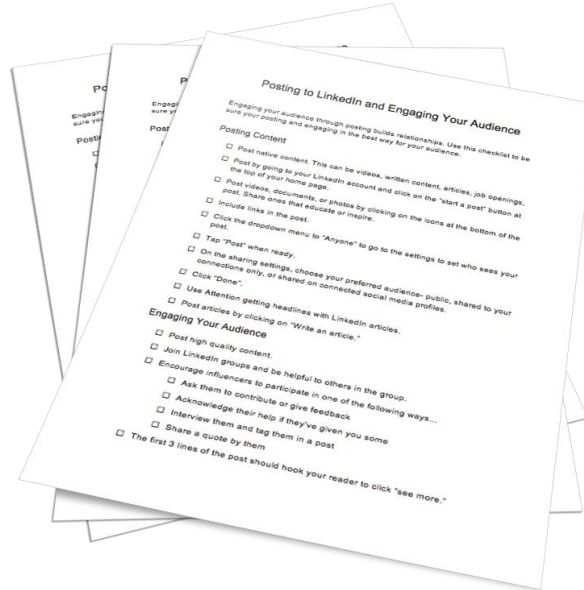 Posting to LinkedIn and Engaging Your Audience
Engaging your audience through posting builds relationships. Use this checklist to be
sure your posting and engaging in the best way for your audience.
Posting Content
☐ Post native content. This can be videos, written content, articles, job openings,
☐ Post by going to your LinkedIn account and click on the "start a post" button at
the top of your home page.
☐ Post videos, documents, or photos by clicking on the icons at the bottom of the
post. Share ones that educate or inspire.
☐ Include links in the post.
☐ Click the dropdown menu to "Anyone" to go to the settings to set who sees your
post.
☐ Tap "Post" when ready.
☐ On the sharing settings, choose your preferred audience- public, shared to your
connections only, or shared on connected social media profiles.
☐ Click "Done".
☐ Use Attention getting headlines with LinkedIn articles.
☐ Post articles by clicking on "Write an article."
Engaging Your Audience
☐ Post high quality content.
☐ Join LinkedIn groups and be helpful to others in the group.
☐ Encourage influencers to participate in one of the following ways...
☐ Ask them to contribute or give feedback
☐ Acknowledge their help if they've given you some
☐ Interview them and tag them in a post
☐ Share a quote by them
☐ The first 3 lines of the post should hook your reader to click "see more."